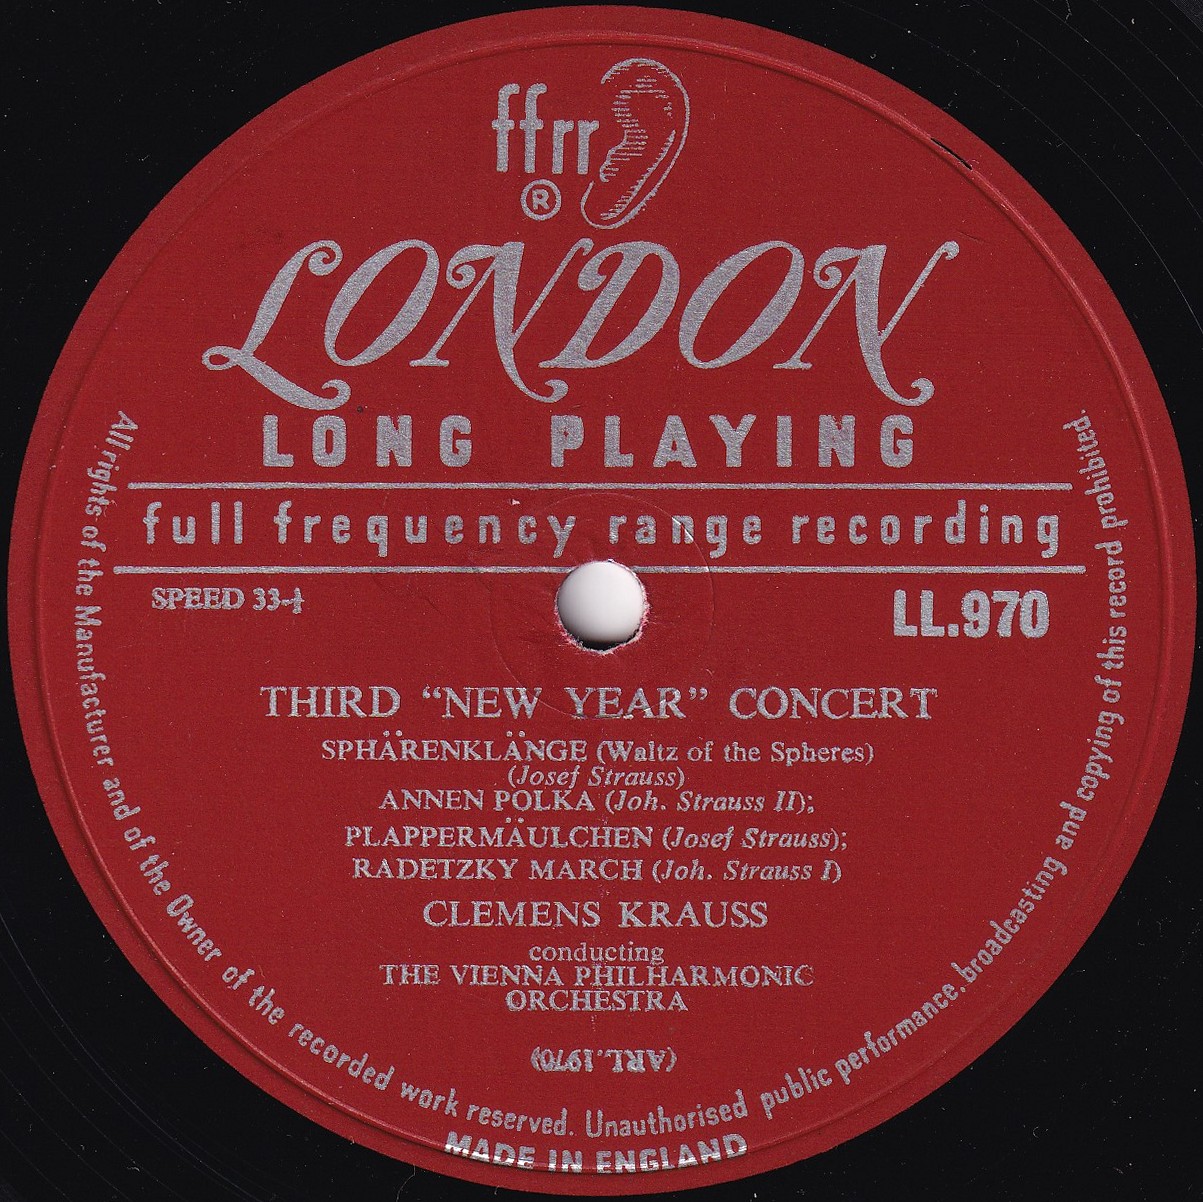 ffrr
®
LONDON
LONG PLAYING
full frequency range recording
SPEED 33⅓
LL.970
THIRD “NEW YEAR” CONCERT
SPHÄRENKLÄNGE (Waltz of the Spheres)
(Josef Strauss)
ANNEN POLKA (Joh. Strauss II);
PLAPPERMÄULCHEN (Josef Strauss);
RADETZKY MARCH (Joh. Strauss I)
CLEMENS KRAUSS
conducting
THE VIENNA PHILHARMONIC
ORCHESTRA
(ARL.1970)
All rights of the Manufacturer and of the Owner of the recorded work reserved. Unauthorised public performance, broadcasting and copying of this record prohibited.
MADE IN ENGLAND